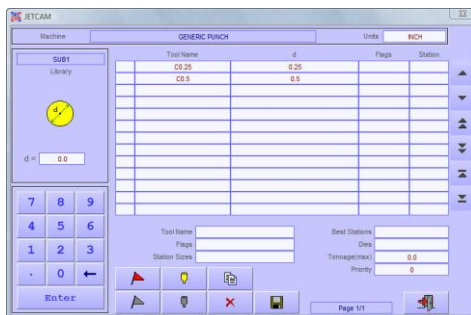 JETCAM
Machine GENERIC PUNCH Units INCH
SUB1
Library
d
d = 0.0
Tool Name d Flags Station
C0.25 0.25
C0.5 0.5
7 8 9
4 5 6
1 2 3
. 0 ←
Enter
Tool Name
Flags
Station Sizes
Best Stations
Dies
Tonnage(max) 0.0
Priority 0
Page 1/1